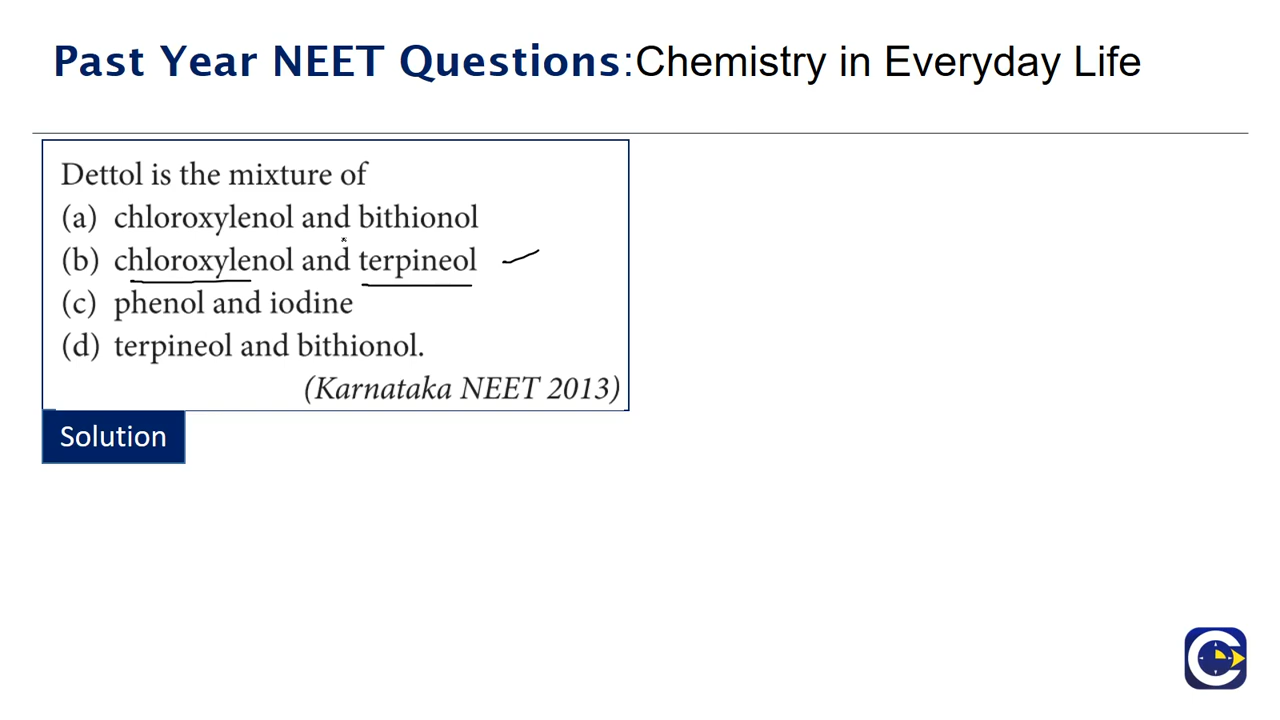 Past Year NEET Questions:Chemistry in Everyday Life
Dettol is the mixture of
(a) chloroxylenol and bithionol
(b) chloroxylenol and terpineol
(c) phenol and iodine
(d) terpineol and bithionol.
(Karnataka NEET 2013)
Solution